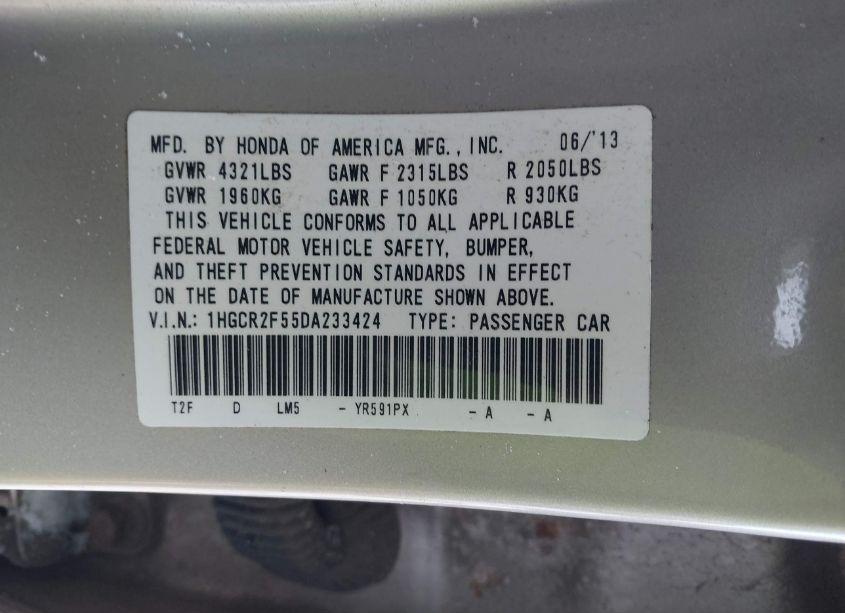 MFD. BY HONDA OF AMERICA MFG., INC. 06/'13
GVWR 4321LBS GAWR F 2315LBS R 2050LBS
GVWR 1960KG GAWR F 1050KG R 930KG
THIS VEHICLE CONFORMS TO ALL APPLICABLE
FEDERAL MOTOR VEHICLE SAFETY, BUMPER,
AND THEFT PREVENTION STANDARDS IN EFFECT
ON THE DATE OF MANUFACTURE SHOWN ABOVE.
V.I.N.: 1HGCR2F55DA233424 TYPE: PASSENGER CAR
T2F D LM5 - YR591PX - A - A